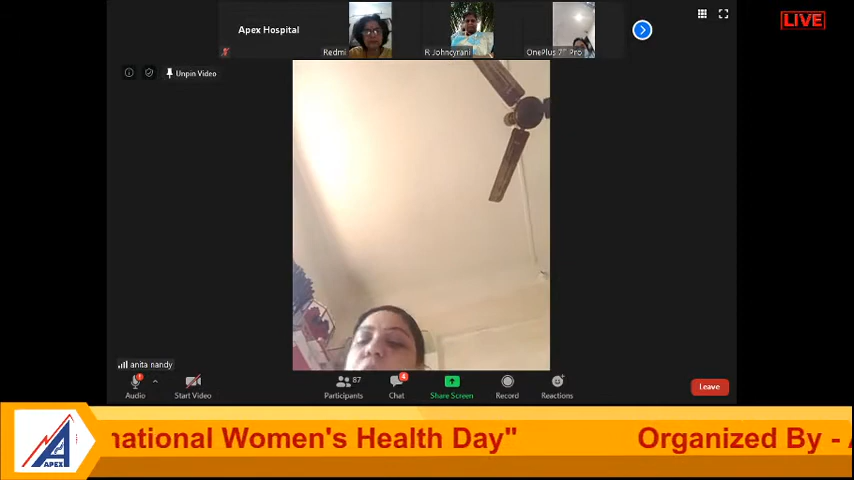 LIVE
Apex Hospital
Redmi
R Johncyrani
OnePlus 7T Pro
Unpin Video
anita nandy
87
4
Audio
Start Video
Participants
Chat
Share Screen
Record
Reactions
Leave
national Women's Health Day"
Organized By - A
APEX